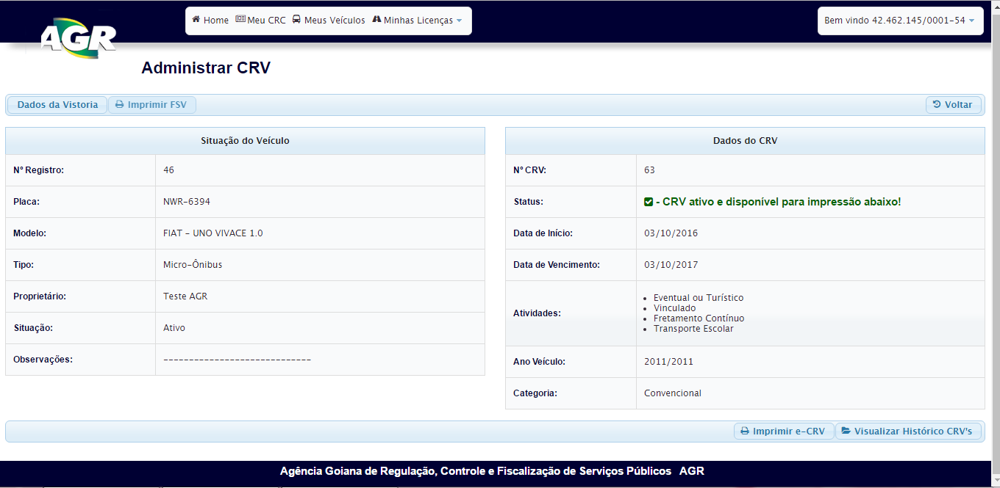 AGR
Home Meu CRC Meus Veículos Minhas Licenças
Bem vindo 42.462.145/0001-54
Administrar CRV
Dados da Vistoria Imprimir FSV
Voltar
Situação do Veículo
Nº Registro: 46
Placa: NWR-6394
Modelo: FIAT - UNO VIVACE 1.0
Tipo: Micro-Ônibus
Proprietário: Teste AGR
Situação: Ativo
Observações: -----------------------------
Dados do CRV
Nº CRV: 63
Status: - CRV ativo e disponível para impressão abaixo!
Data de Início: 03/10/2016
Data de Vencimento: 03/10/2017
Atividades:
• Eventual ou Turístico
• Vinculado
• Fretamento Contínuo
• Transporte Escolar
Ano Veículo: 2011/2011
Categoria: Convencional
Imprimir e-CRV Visualizar Histórico CRV's
Agência Goiana de Regulação, Controle e Fiscalização de Serviços Públicos AGR